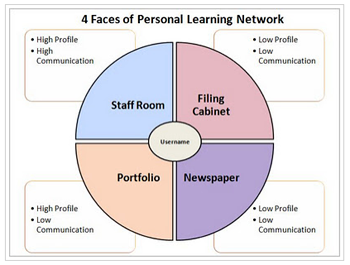 4 Faces of Personal Learning Network
• High Profile
• High
Communication
• Low Profile
• Low
Communication
Staff Room
Filing
Cabinet
Username
Portfolio
Newspaper
• High Profile
• Low
Communication
• Low Profile
• Low
Communication